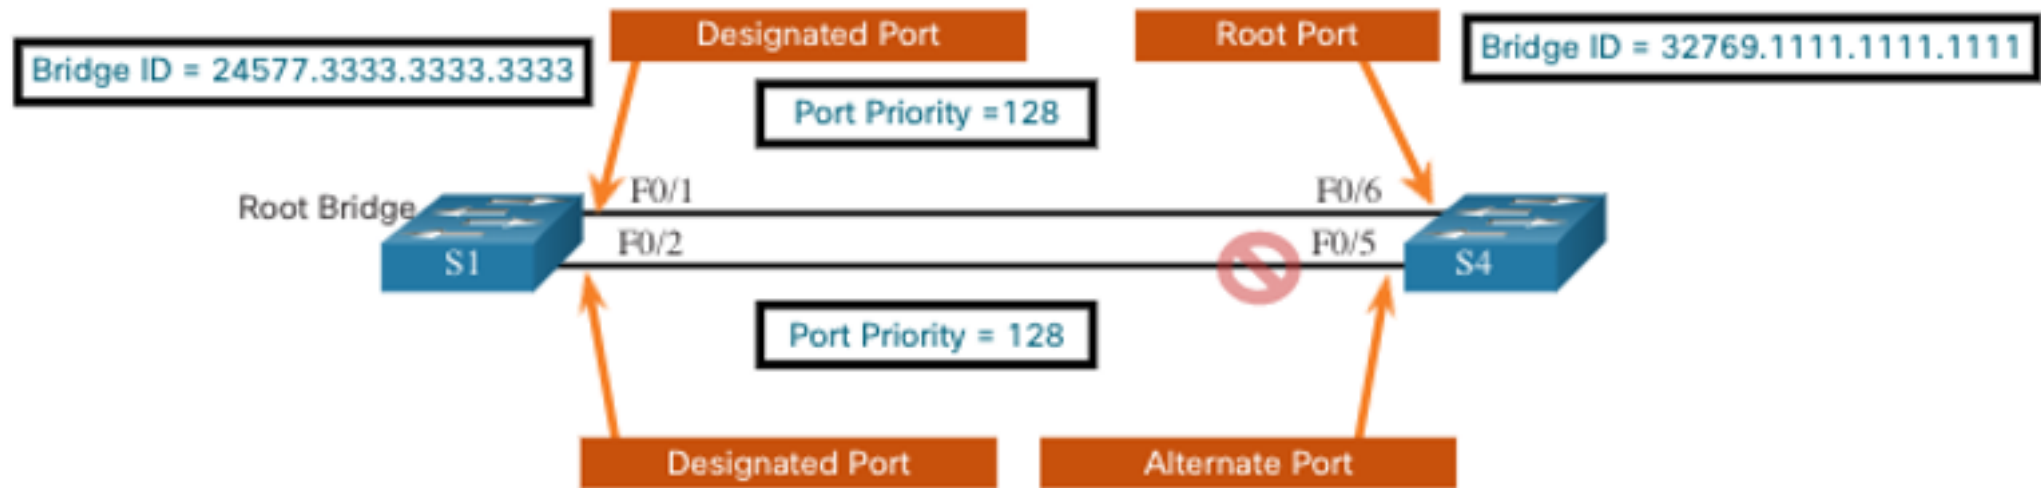 Designated Port
Root Port
Bridge ID = 24577.3333.3333.3333
Bridge ID = 32769.1111.1111.1111
Port Priority =128
Root Bridge
F0/1
F0/6
F0/2
F0/5
S1
S4
Port Priority = 128
Designated Port
Alternate Port